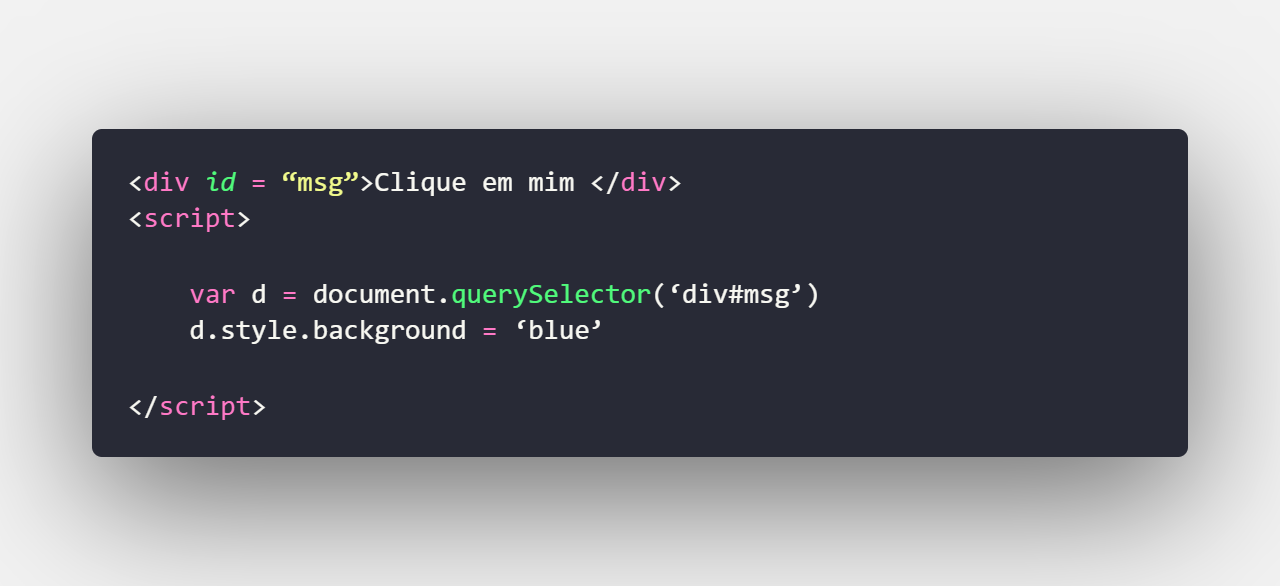 <div id = “msg”>Clique em mim </div>
<script>
var d = document.querySelector(‘div#msg’)
d.style.background = ‘blue’
</script>